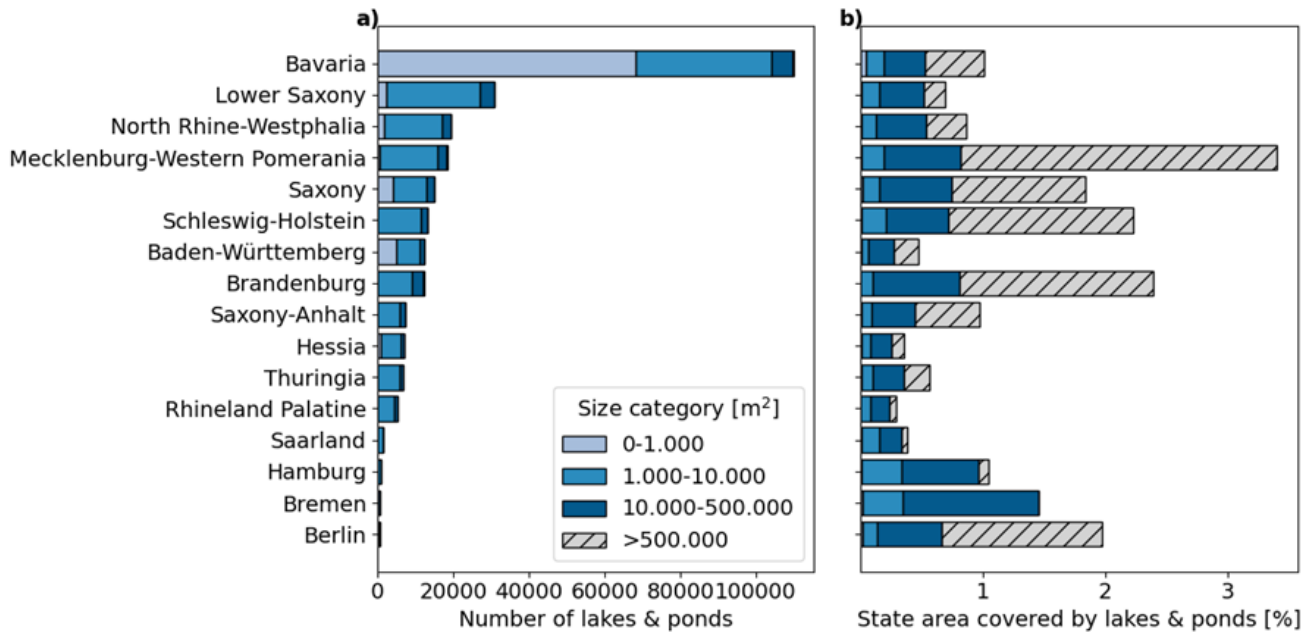 a)
b)
Bavaria
Lower Saxony
North Rhine-Westphalia
Mecklenburg-Western Pomerania
Saxony
Schleswig-Holstein
Baden-Württemberg
Brandenburg
Saxony-Anhalt
Hessia
Thuringia
Rhineland Palatine
Saarland
Hamburg
Bremen
Berlin
Size category [m²]
0-1.000
1.000-10.000
10.000-500.000
>500.000
0 20000 40000 60000 80000 100000
Number of lakes & ponds
1 2 3
State area covered by lakes & ponds [%]